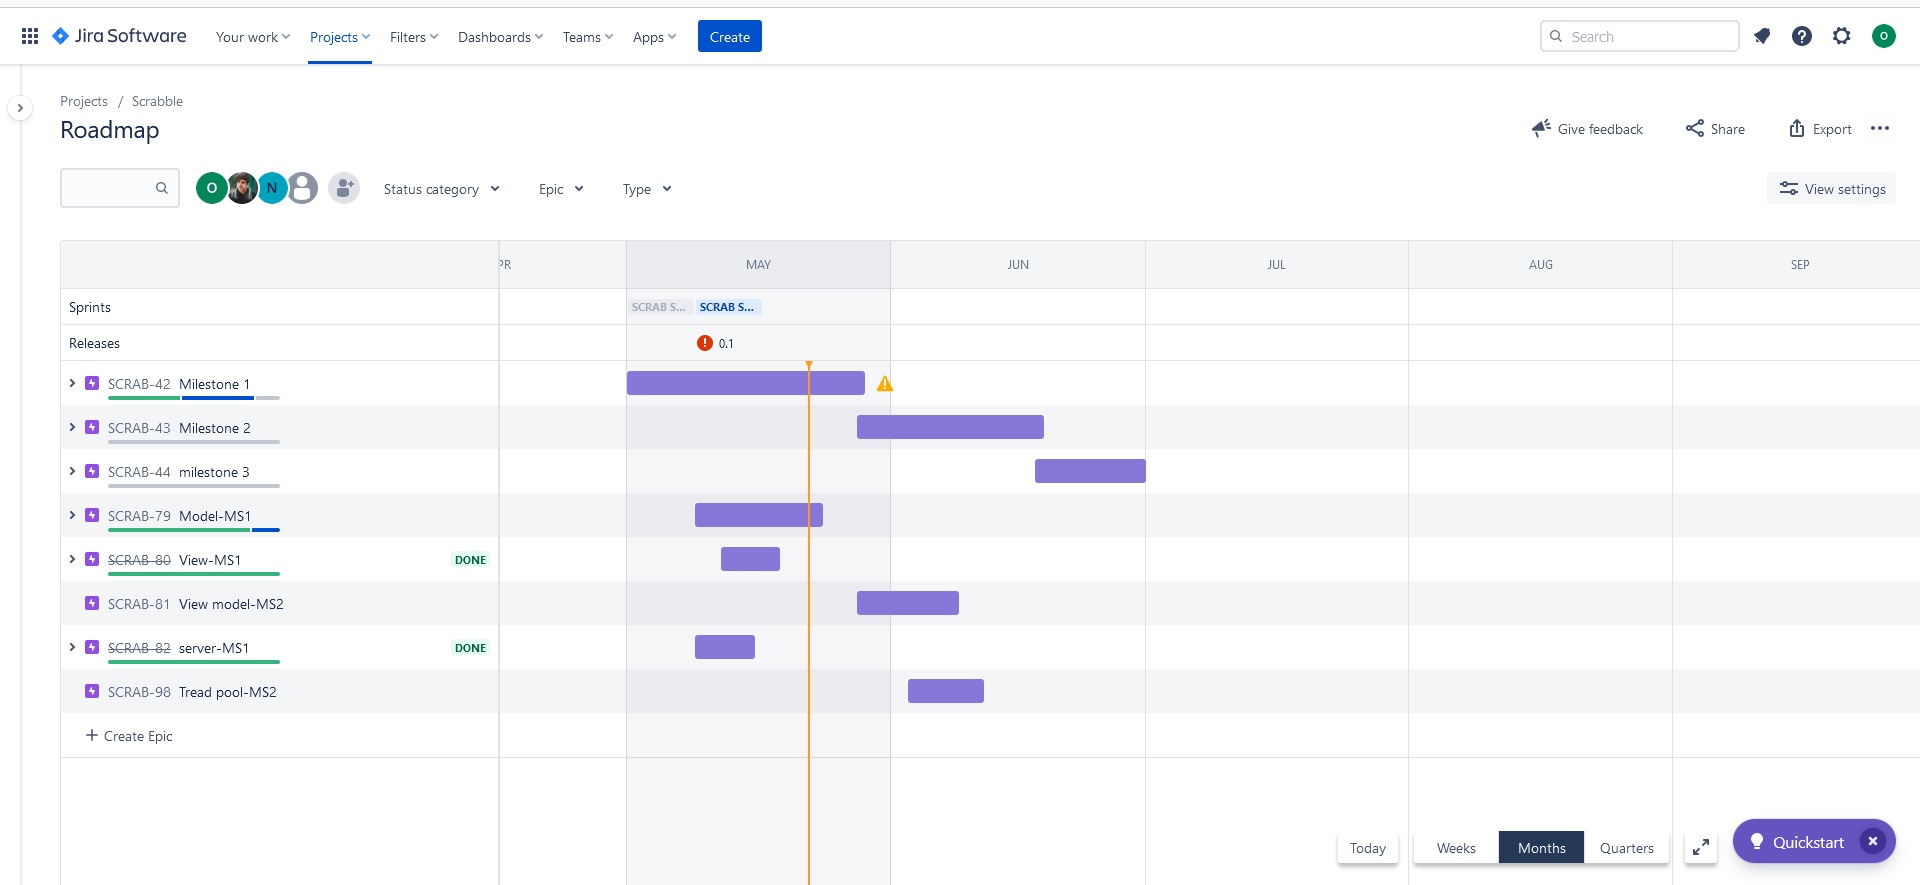 Jira Software Your work Projects Filters Dashboards Teams Apps Create Search O
Projects / Scrabble
Roadmap Give feedback Share Export
O N Status category Epic Type View settings
PR MAY JUN JUL AUG SEP
Sprints SCRAB S... SCRAB S...
Releases 0.1
SCRAB-42 Milestone 1
SCRAB-43 Milestone 2
SCRAB-44 milestone 3
SCRAB-79 Model-MS1
SCRAB-80 View-MS1 DONE
SCRAB-81 View model-MS2
SCRAB-82 server-MS1 DONE
SCRAB-98 Tread pool-MS2
+ Create Epic
Today Weeks Months Quarters Quickstart